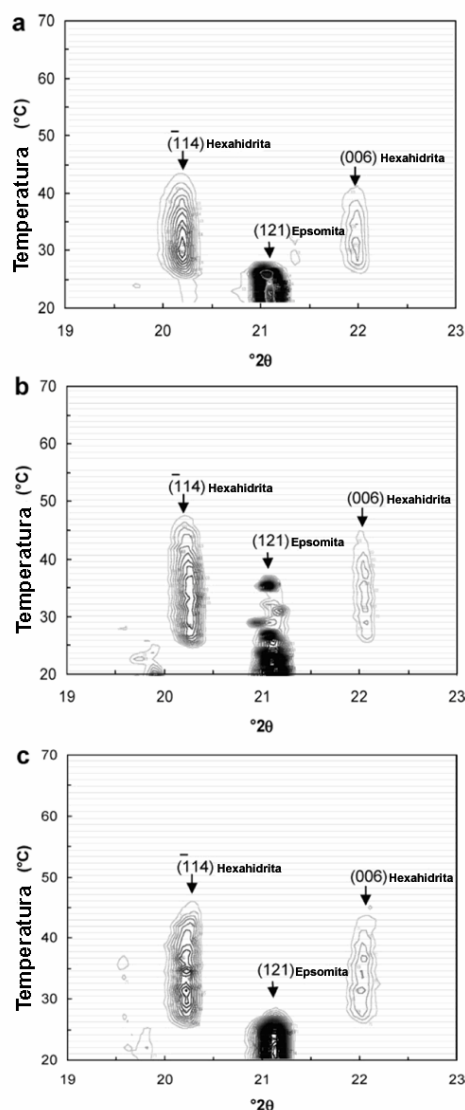 a
70
60
50
40
30
20
Temperatura (°C)
(1̄14) Hexahidrita
(006) Hexahidrita
(121) Epsomita
19 20 21 22 23
°2θ
b
70
60
50
40
30
20
Temperatura (°C)
(1̄14) Hexahidrita
(006) Hexahidrita
(121) Epsomita
19 20 21 22 23
°2θ
c
70
60
50
40
30
20
Temperatura (°C)
(1̄14) Hexahidrita
(006) Hexahidrita
(121) Epsomita
19 20 21 22 23
°2θ